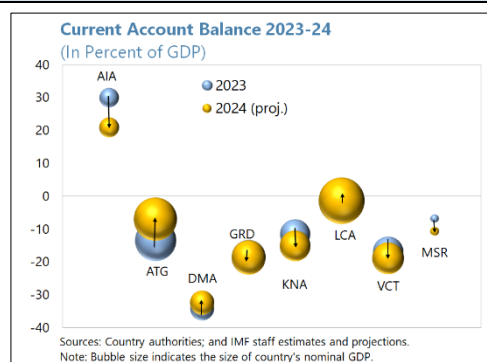 Current Account Balance 2023-24
(In Percent of GDP)
40
30
20
10
0
-10
-20
-30
-40
AIA
2023
2024 (proj.)
ATG
DMA
GRD
KNA
LCA
VCT
MSR
Sources: Country authorities; and IMF staff estimates and projections.
Note: Bubble size indicates the size of country's nominal GDP.